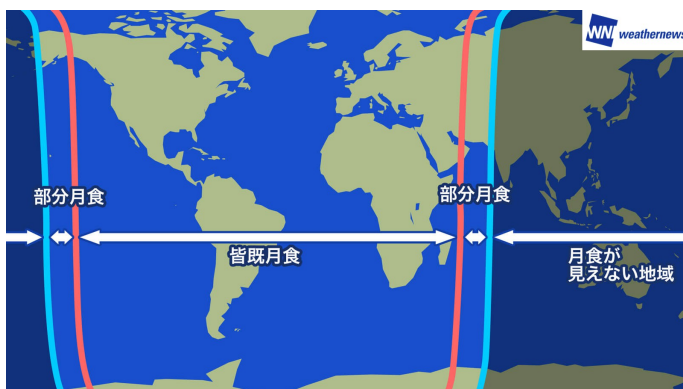 weathernews
部分月食
部分月食
皆既月食
月食が
見えない地域